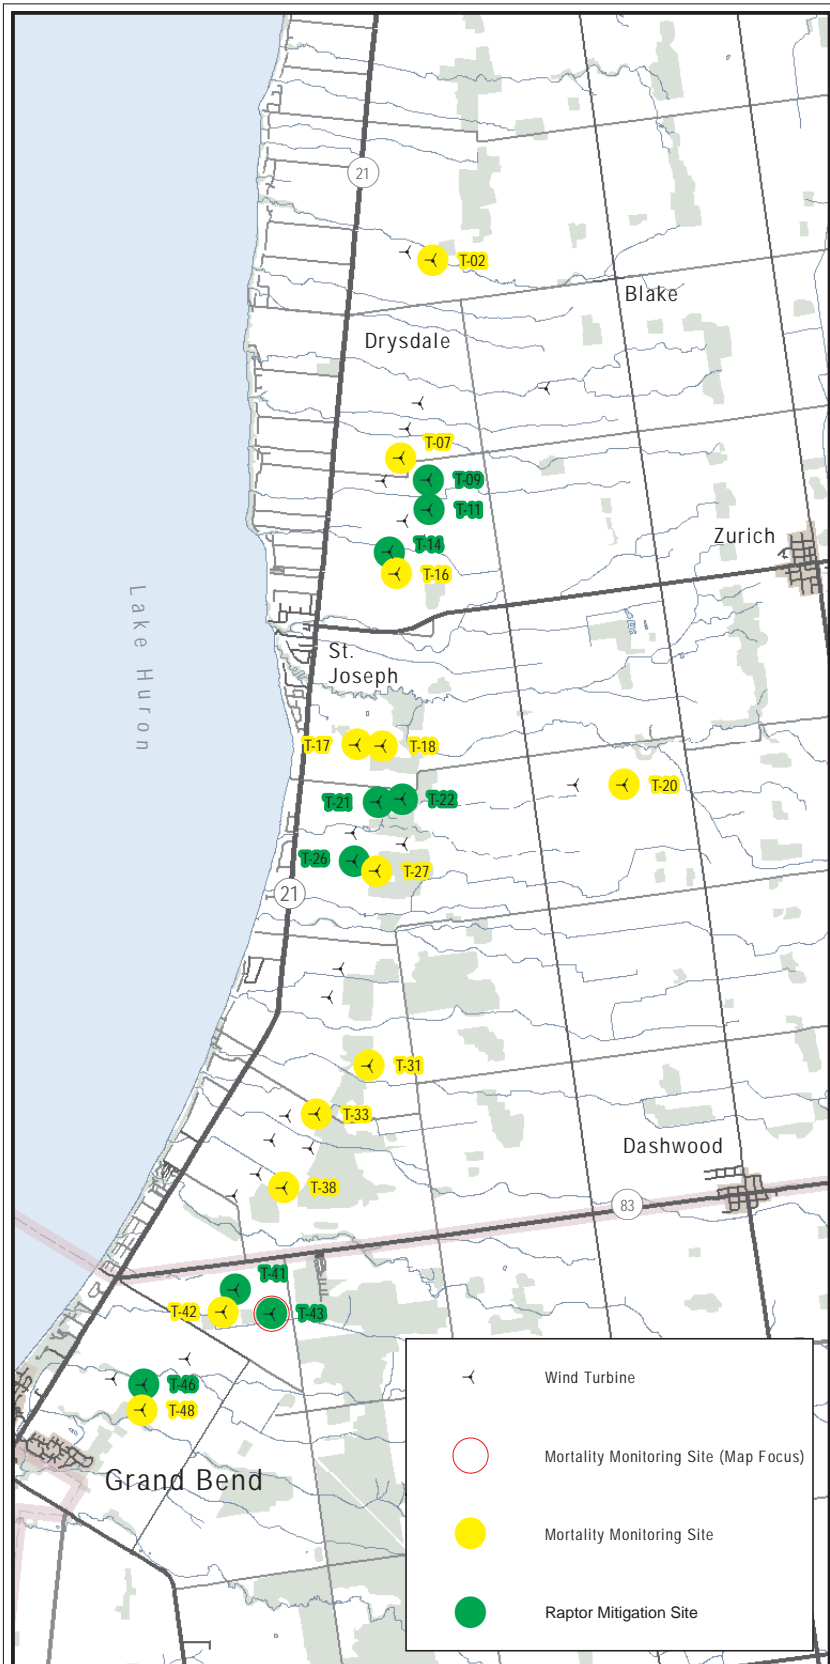 21
T-02
Blake
Drysdale
T-07
T-09
T-11
Zurich
T-14
T-16
Lake Huron
St.
Joseph
T-17
T-18
T-20
T-21
T-22
T-26
T-27
21
T-31
T-33
Dashwood
T-38
83
T-41
T-42
T-43
Wind Turbine
T-46
T-48
Mortality Monitoring Site (Map Focus)
Grand Bend
Mortality Monitoring Site
Raptor Mitigation Site